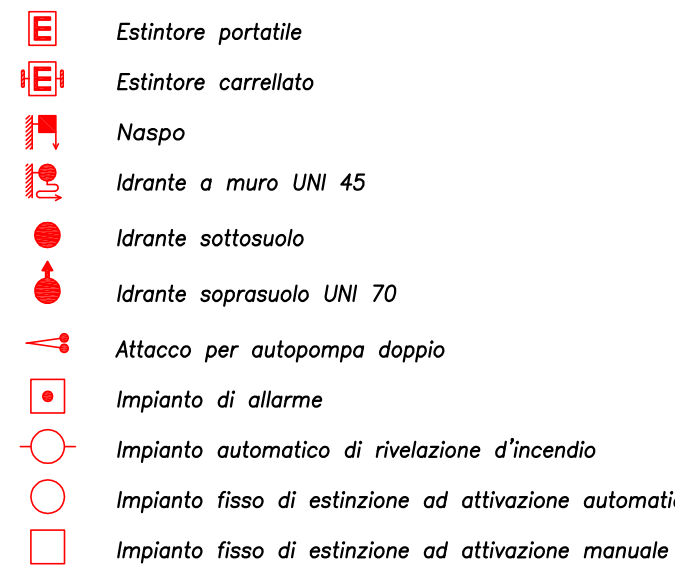 E Estintore portatile
E Estintore carrellato
Naspo
Idrante a muro UNI 45
Idrante sottosuolo
Idrante soprasuolo UNI 70
Attacco per autopompa doppio
Impianto di allarme
Impianto automatico di rivelazione d'incendio
Impianto fisso di estinzione ad attivazione
Impianto fisso di estinzione ad attivazione manuale